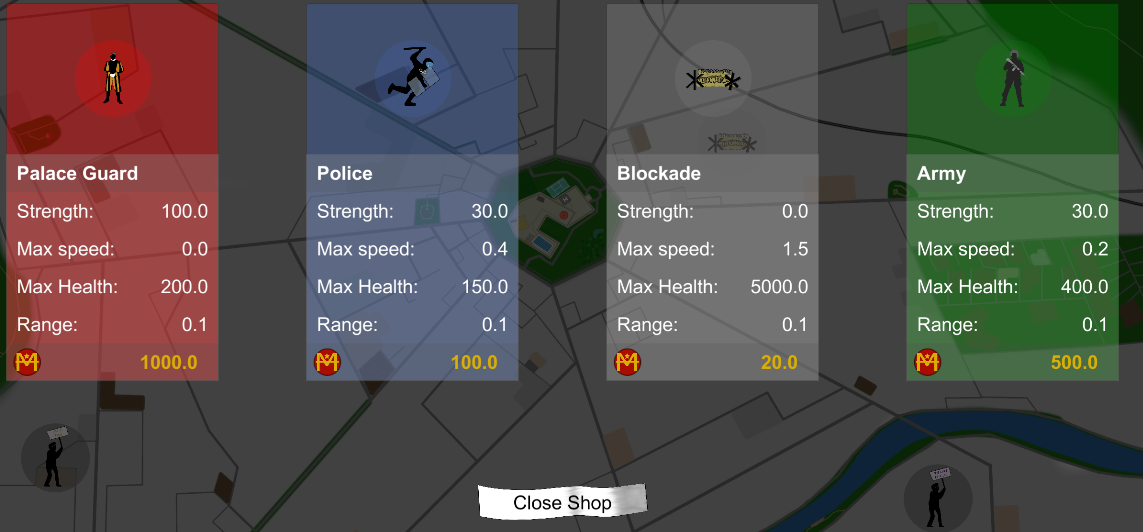 Palace Guard
Strength: 100.0
Max speed: 0.0
Max Health: 200.0
Range: 0.1
M 1000.0
Police
Strength: 30.0
Max speed: 0.4
Max Health: 150.0
Range: 0.1
M 100.0
Blockade
Strength: 0.0
Max speed: 1.5
Max Health: 5000.0
Range: 0.1
M 20.0
Army
Strength: 30.0
Max speed: 0.2
Max Health: 400.0
Range: 0.1
M 500.0
Close Shop